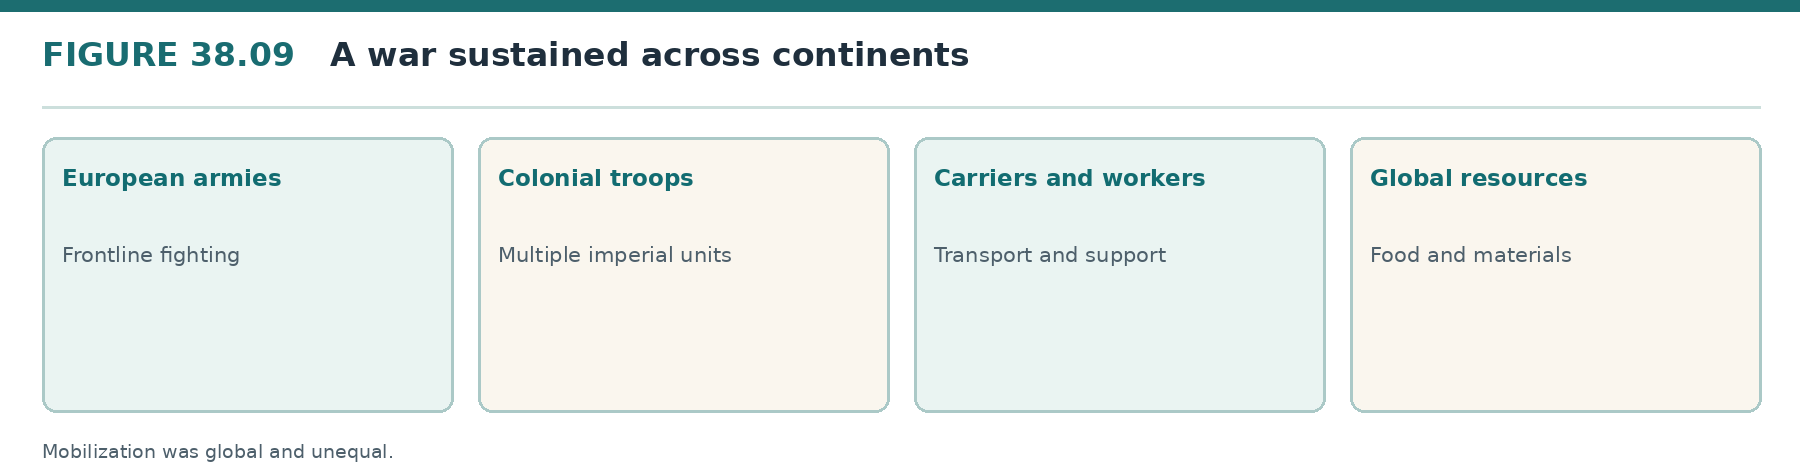 FIGURE 38.09 A war sustained across continents
European armies
Frontline fighting
Colonial troops
Multiple imperial units
Carriers and workers
Transport and support
Global resources
Food and materials
Mobilization was global and unequal.